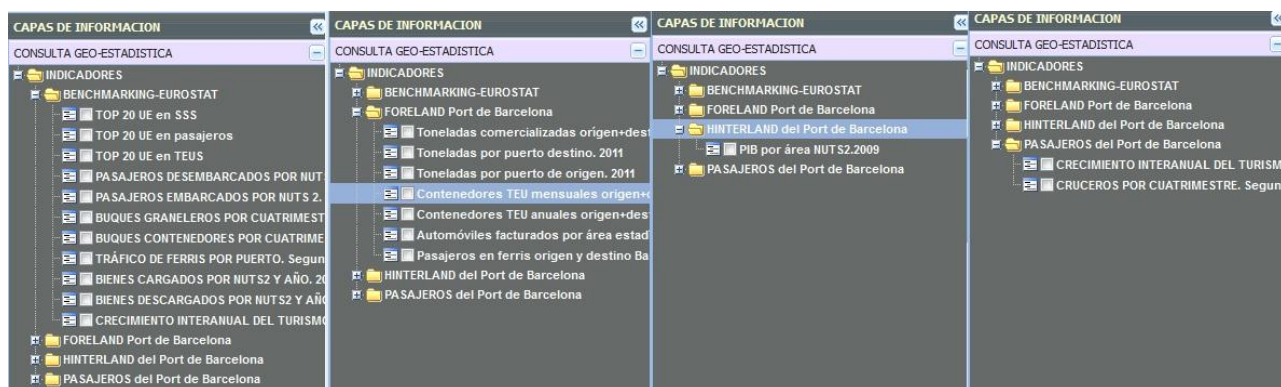 CAPAS DE INFORMACION
CONSULTA GEO-ESTADISTICA
INDICADORES
BENCHMARKING-EUROSTAT
TOP 20 UE en SSS
TOP 20 UE en pasajeros
TOP 20 UE en TEUS
PASAJEROS DESEMBARCADOS POR NUT
PASAJEROS EMBARCADOS POR NUTS 2.
BUQUES GRANELEROS POR CUATRIMEST
BUQUES CONTENEDORES POR CUATRIME
TRÁFICO DE FERRIS POR PUERTO. Segun
BIENES CARGADOS POR NUTS2 Y AÑO. 20
BIENES DESCARGADOS POR NUTS2 Y AÑ
CRECIMIENTO INTERANUAL DEL TURISM
FORELAND Port de Barcelona
HINTERLAND del Port de Barcelona
PASAJEROS del Port de Barcelona
CAPAS DE INFORMACION
CONSULTA GEO-ESTADISTICA
INDICADORES
BENCHMARKING-EUROSTAT
FORELAND Port de Barcelona
Toneladas comercializadas orígen+des
Toneladas por puerto destino. 2011
Toneladas por puerto de origen. 2011
Contenedores TEU mensuales origen+
Contenedores TEU anuales origen+des
Automóviles facturados por área estad
Pasajeros en ferris origen y destino Ba
HINTERLAND del Port de Barcelona
PASAJEROS del Port de Barcelona
CAPAS DE INFORMACION
CONSULTA GEO-ESTADISTICA
INDICADORES
BENCHMARKING-EUROSTAT
FORELAND Port de Barcelona
HINTERLAND del Port de Barcelona
PIB por área NUTS2.2009
PASAJEROS del Port de Barcelona
CAPAS DE INFORMACION
CONSULTA GEO-ESTADISTICA
INDICADORES
BENCHMARKING-EUROSTAT
FORELAND Port de Barcelona
HINTERLAND del Port de Barcelona
PASAJEROS del Port de Barcelona
CRECIMIENTO INTERANUAL DEL TURISM
CRUCEROS POR CUATRIMESTRE. Segun